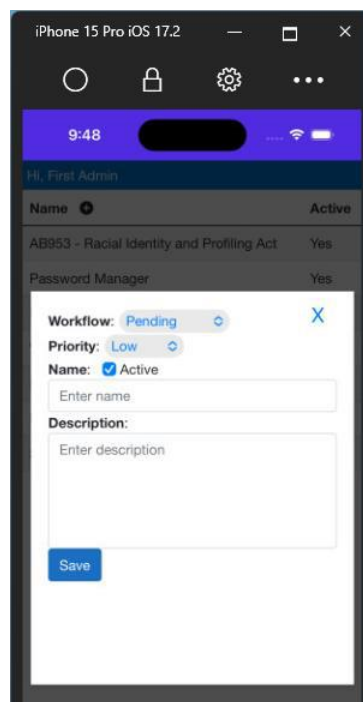 iPhone 15 Pro iOS 17.2
9:48
Hi, First Admin
Name Active
AB953 - Racial Identity and Profiling Act Yes
Password Manager Yes
Workflow: Pending X
Priority: Low
Name: Active
Enter name
Description:
Enter description
Save